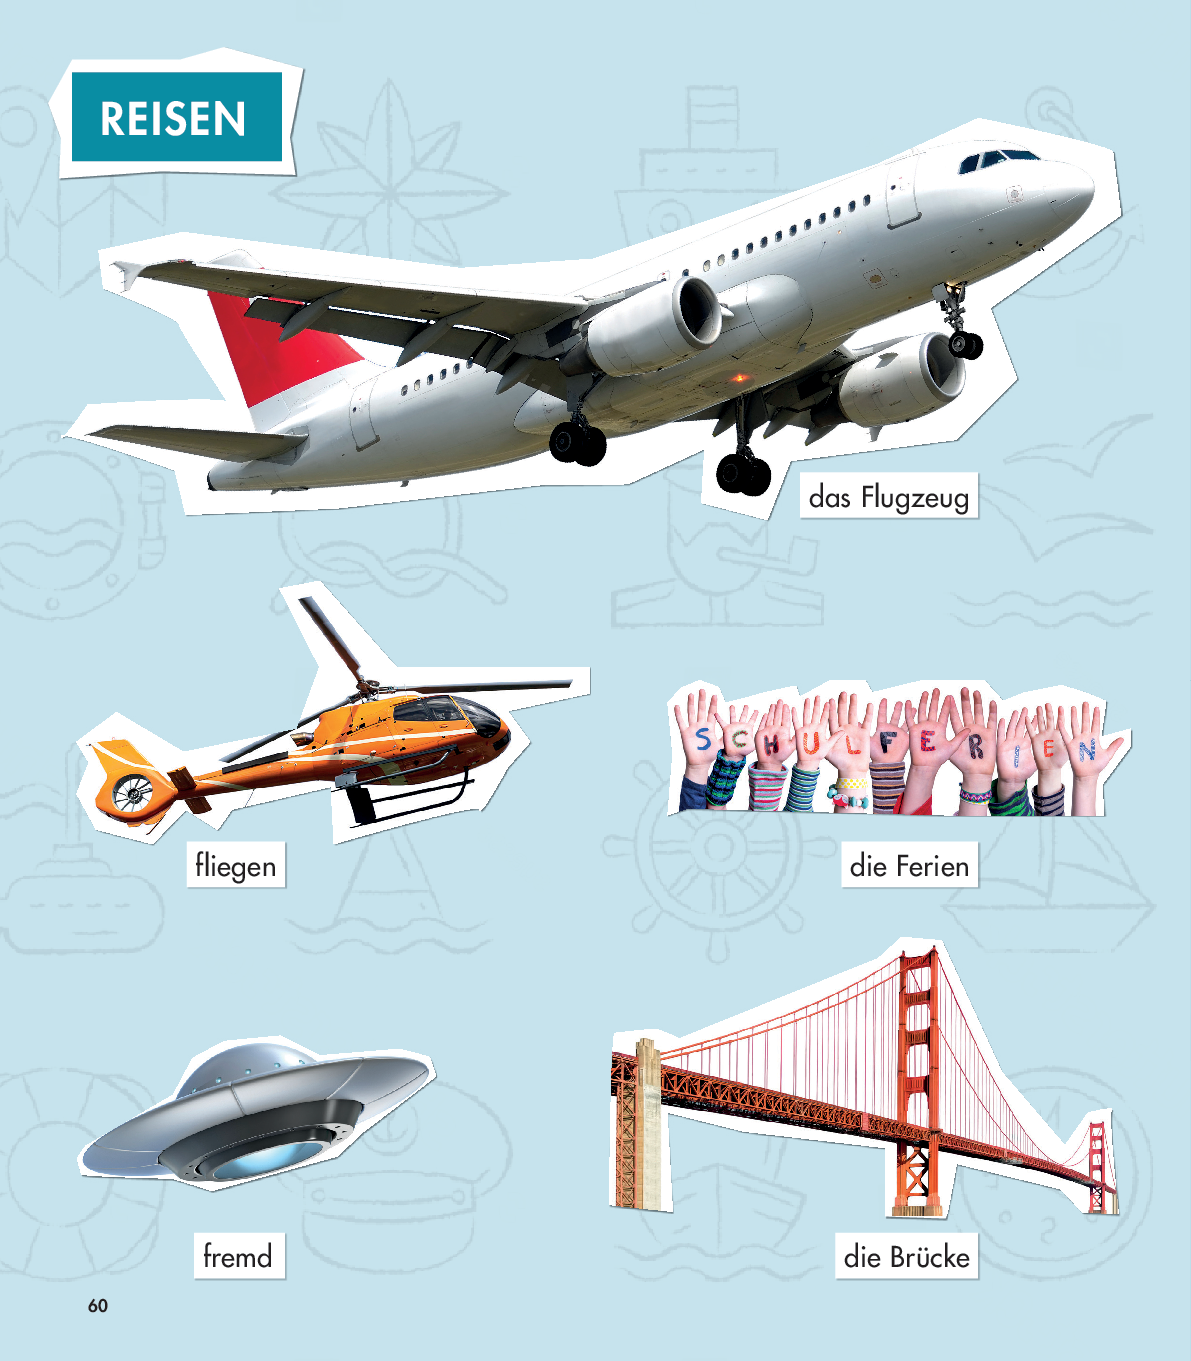 REISEN
das Flugzeug
SCHULFERIEN
fliegen
die Ferien
fremd
die Brücke
60